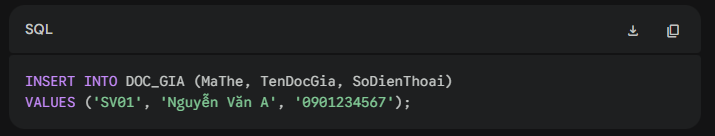 SQL
INSERT INTO DOC_GIA (MaThe, TenDocGia, SoDienThoai)
VALUES ('SV01', 'Nguyễn Văn A', '0901234567');